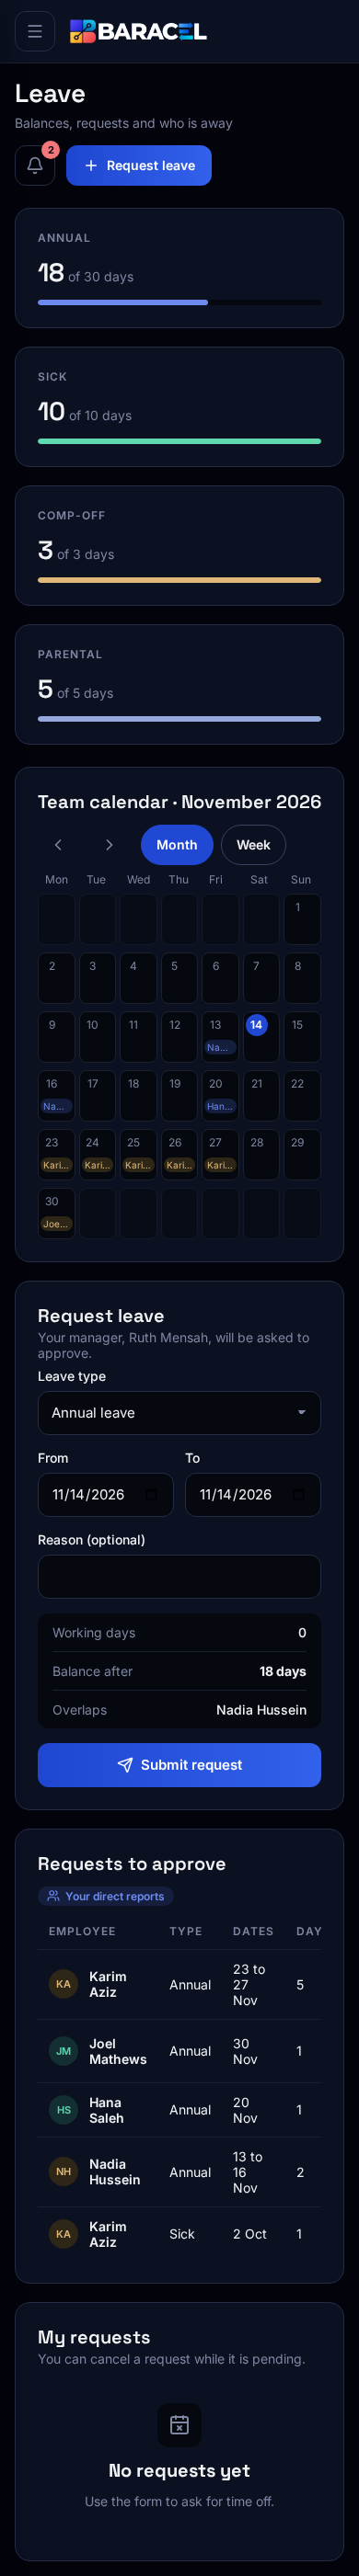 BARACEL
Leave
Balances, requests and who is away
2
Request leave
ANNUAL
18 of 30 days
SICK
10 of 10 days
COMP-OFF
3 of 3 days
PARENTAL
5 of 5 days
Team calendar · November 2026
Month Week
Mon Tue Wed Thu Fri Sat Sun
1
2 3 4 5 6 7 8
9 10 11 12 13 14 15
Na...
16 17 18 19 20 21 22
Na... Han...
23 24 25 26 27 28 29
Kari... Kari... Kari... Kari... Kari...
30
Joe...
Request leave
Your manager, Ruth Mensah, will be asked to
approve.
Leave type
Annual leave
From To
11/14/2026 11/14/2026
Reason (optional)
Working days 0
Balance after 18 days
Overlaps Nadia Hussein
Submit request
Requests to approve
Your direct reports
EMPLOYEE TYPE DATES DAY
KA Karim Aziz Annual 23 to 27 Nov 5
JM Joel Mathews Annual 30 Nov 1
HS Hana Saleh Annual 20 Nov 1
NH Nadia Hussein Annual 13 to 16 Nov 2
KA Karim Aziz Sick 2 Oct 1
My requests
You can cancel a request while it is pending.
No requests yet
Use the form to ask for time off.